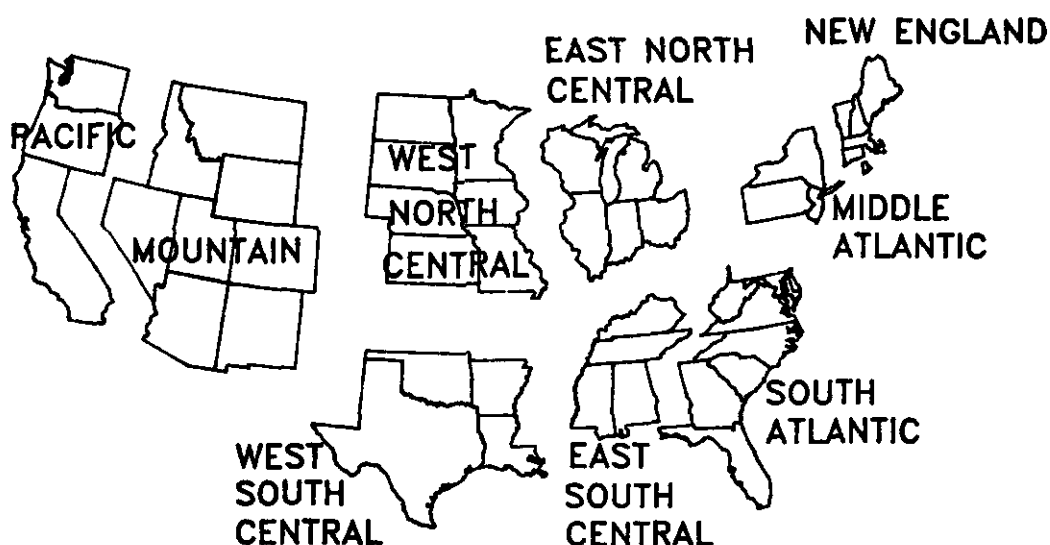 NEW ENGLAND
EAST NORTH
CENTRAL
PACIFIC
WEST
NORTH
CENTRAL
MOUNTAIN
MIDDLE
ATLANTIC
SOUTH
ATLANTIC
WEST
SOUTH
CENTRAL
EAST
SOUTH
CENTRAL